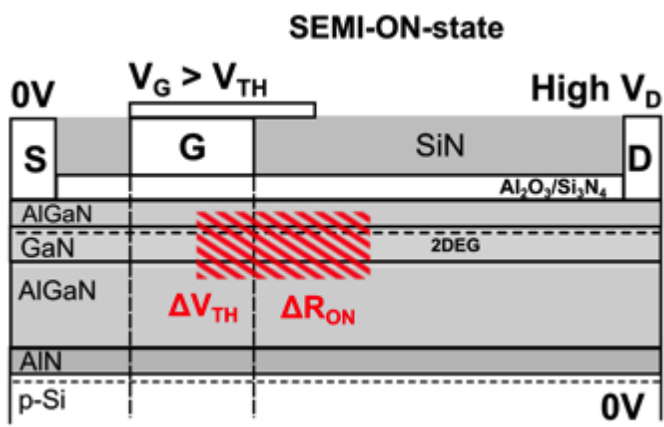 SEMI-ON-state
0V
V_G > V_TH
High V_D
S
G
SiN
D
Al₂O₃/Si₃N₄
AlGaN
GaN
2DEG
AlGaN
ΔV_TH
ΔR_ON
AlN
p-Si
0V